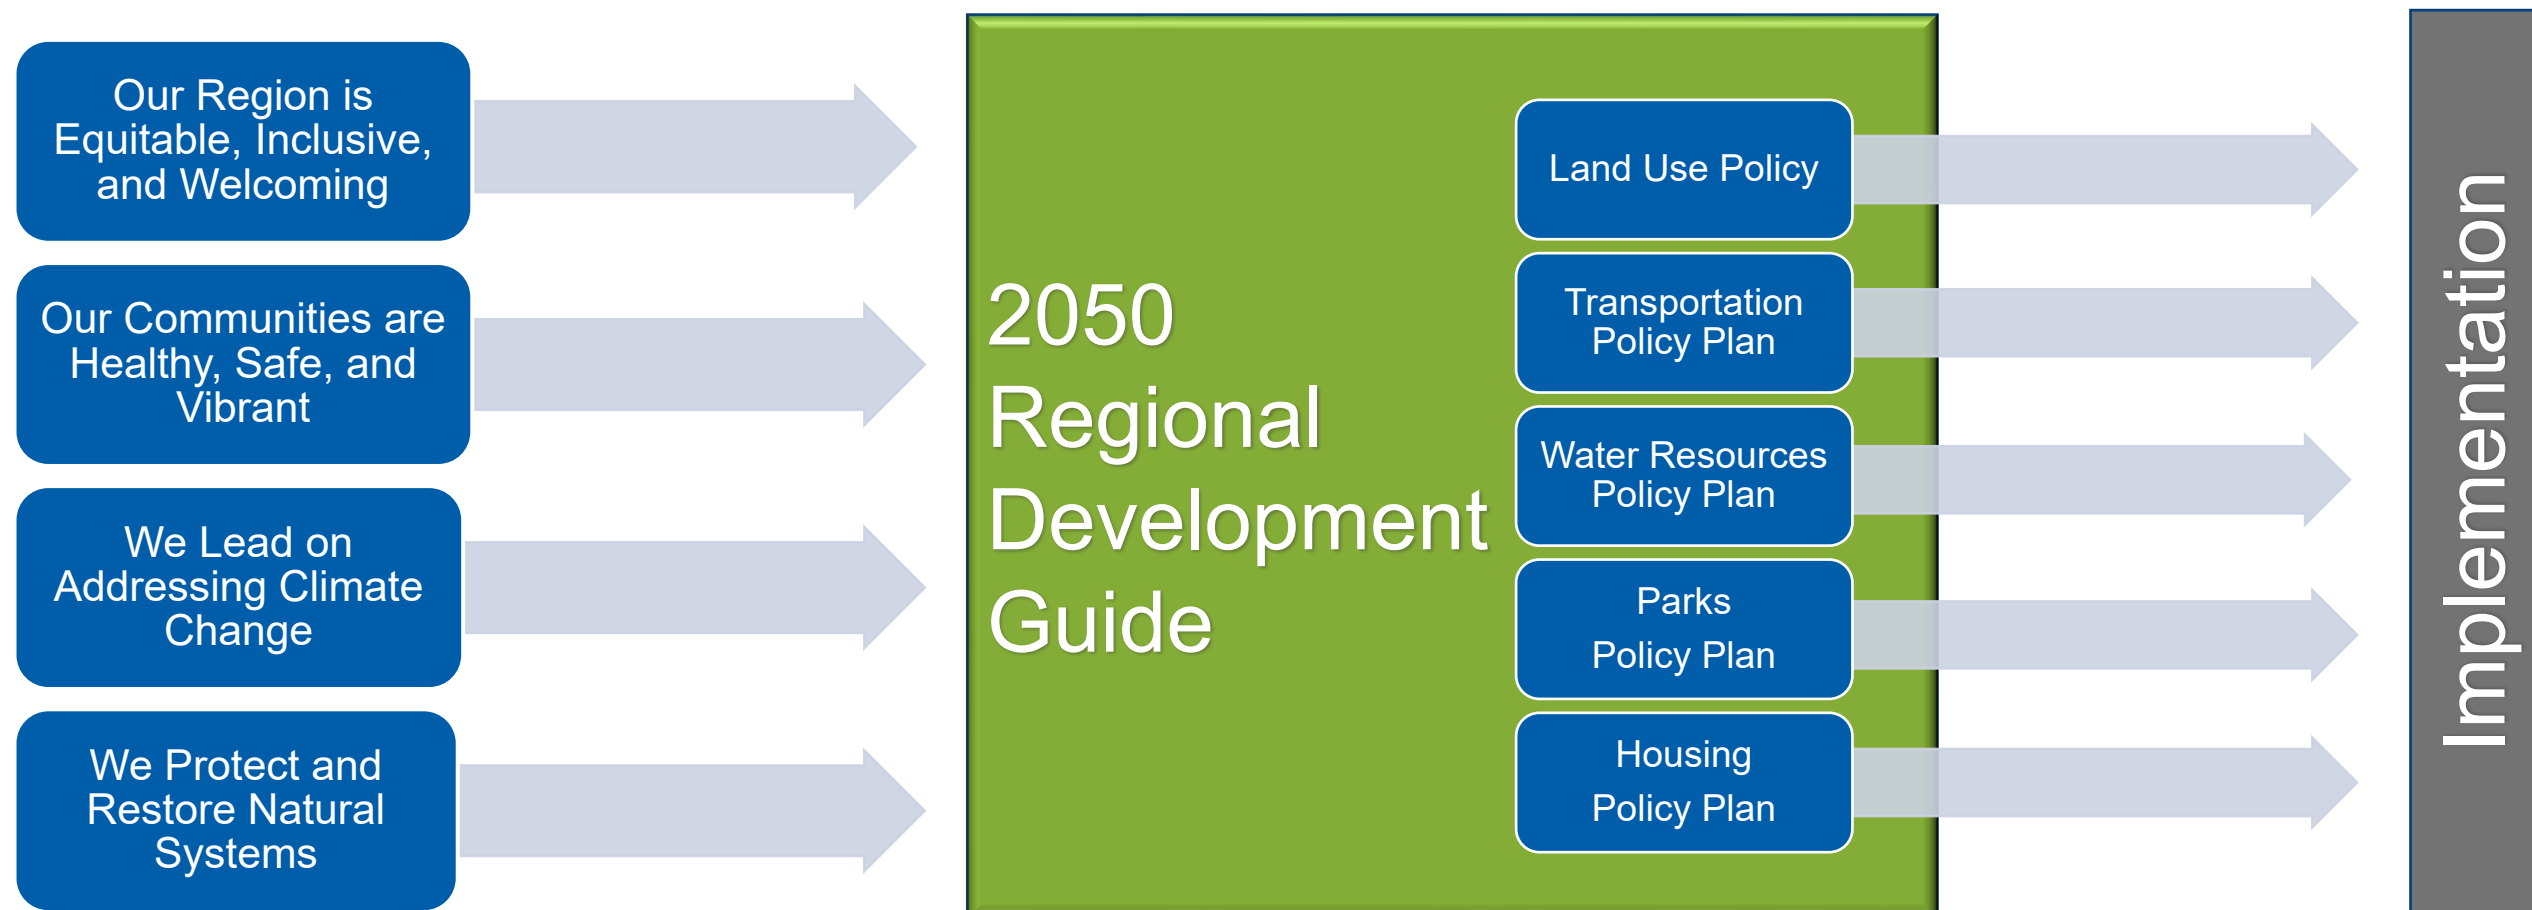 Our Region is
Equitable, Inclusive,
and Welcoming
Our Communities are
Healthy, Safe, and
Vibrant
We Lead on
Addressing Climate
Change
We Protect and
Restore Natural
Systems
2050
Regional
Development
Guide
Land Use Policy
Transportation
Policy Plan
Water Resources
Policy Plan
Parks
Policy Plan
Housing
Policy Plan
Implementation